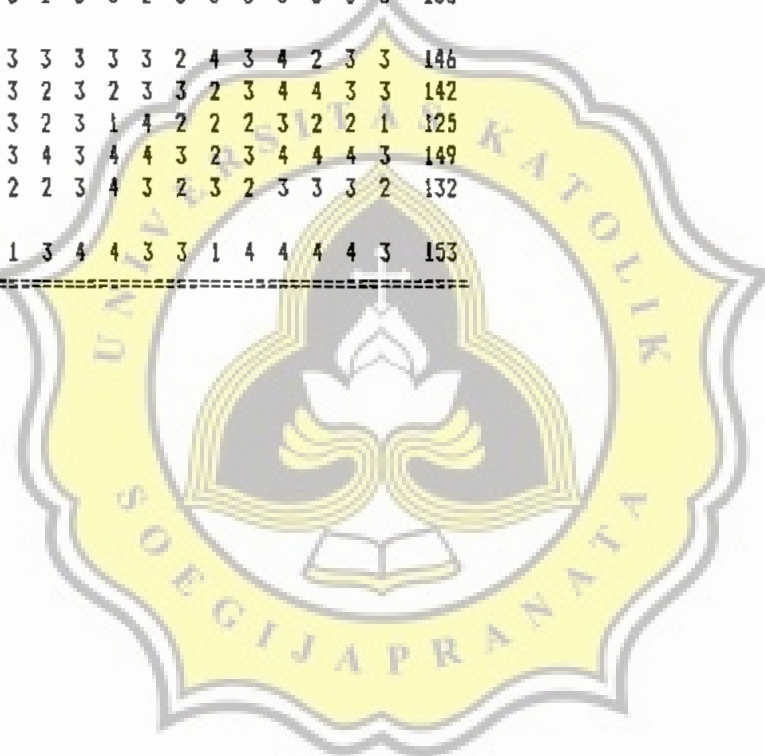 3 3 3 3 3 2 4 3 4 2 3 3 146
3 2 3 2 3 3 2 3 4 4 3 3 142
3 2 3 1 4 2 2 2 3 2 2 1 125
3 4 3 4 4 3 2 3 4 4 4 3 149
2 2 3 4 3 2 3 2 3 3 3 2 132
1 3 4 4 3 3 1 4 4 4 4 3 153
UNIVERSITAS KATOLIK
SOEGIJAPRANATA